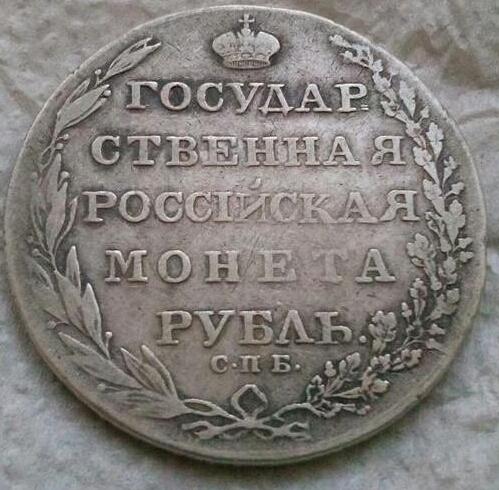 ГОСУДАР
СТВЕННАЯ
РОССІЙСКАЯ
МОНЕТА
РУБЛЬ.
С·П·Б·